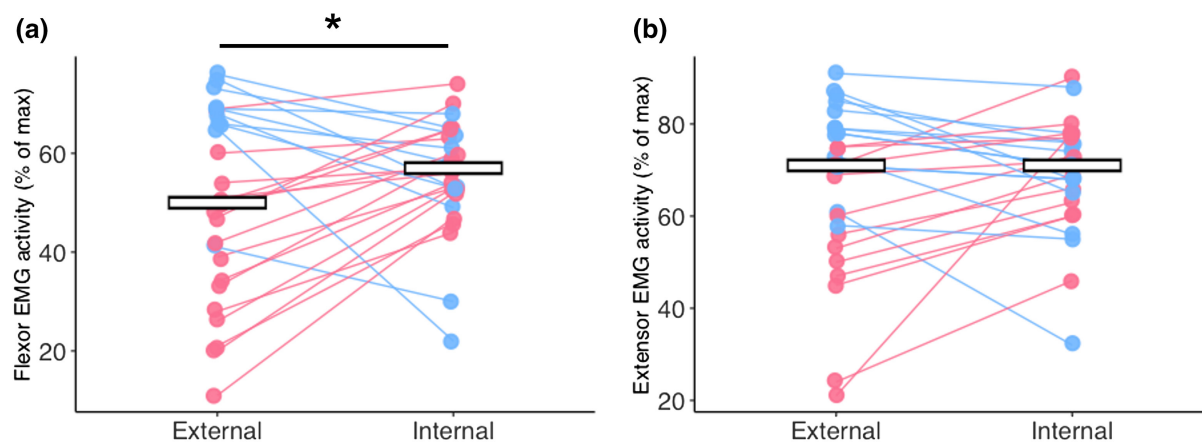 (a)
*
Flexor EMG activity (% of max)
60
40
20
External
Internal
(b)
Extensor EMG activity (% of max)
80
60
40
20
External
Internal